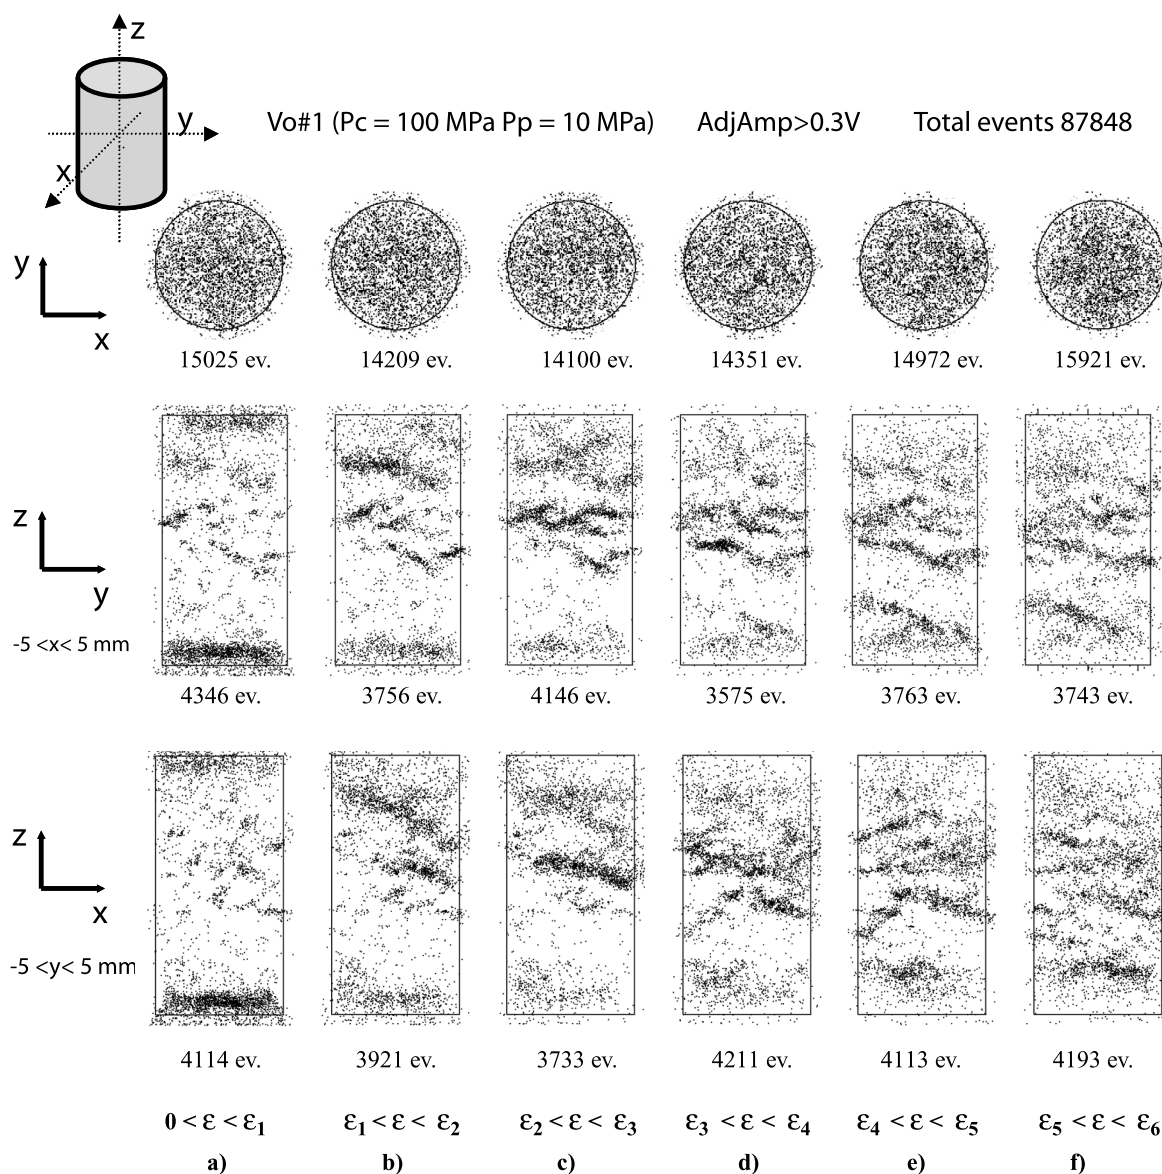 z
y
x
Vo#1 (Pc = 100 MPa Pp = 10 MPa) AdjAmp>0.3V Total events 87848
y
x
15025 ev. 14209 ev. 14100 ev. 14351 ev. 14972 ev. 15921 ev.
z
y
-5 <x< 5 mm
4346 ev. 3756 ev. 4146 ev. 3575 ev. 3763 ev. 3743 ev.
z
x
-5 <y< 5 mm
4114 ev. 3921 ev. 3733 ev. 4211 ev. 4113 ev. 4193 ev.
0 < ε < ε1 ε1 < ε < ε2 ε2 < ε < ε3 ε3 < ε < ε4 ε4 < ε < ε5 ε5 < ε < ε6
a) b) c) d) e) f)